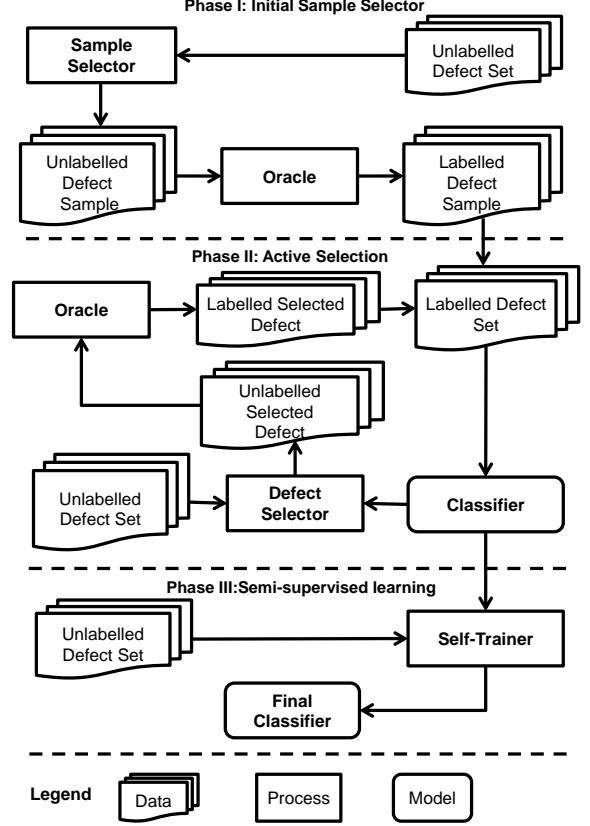 Phase I: Initial Sample Selector
Sample
Selector
Unlabelled
Defect Set
Unlabelled
Defect
Sample
Oracle
Labelled
Defect
Sample
Phase II: Active Selection
Oracle
Labelled Selected
Defect
Labelled Defect
Set
Unlabelled
Selected
Defect
Unlabelled
Defect Set
Defect
Selector
Classifier
Phase III:Semi-supervised learning
Unlabelled
Defect Set
Self-Trainer
Final
Classifier
Legend
Data
Process
Model